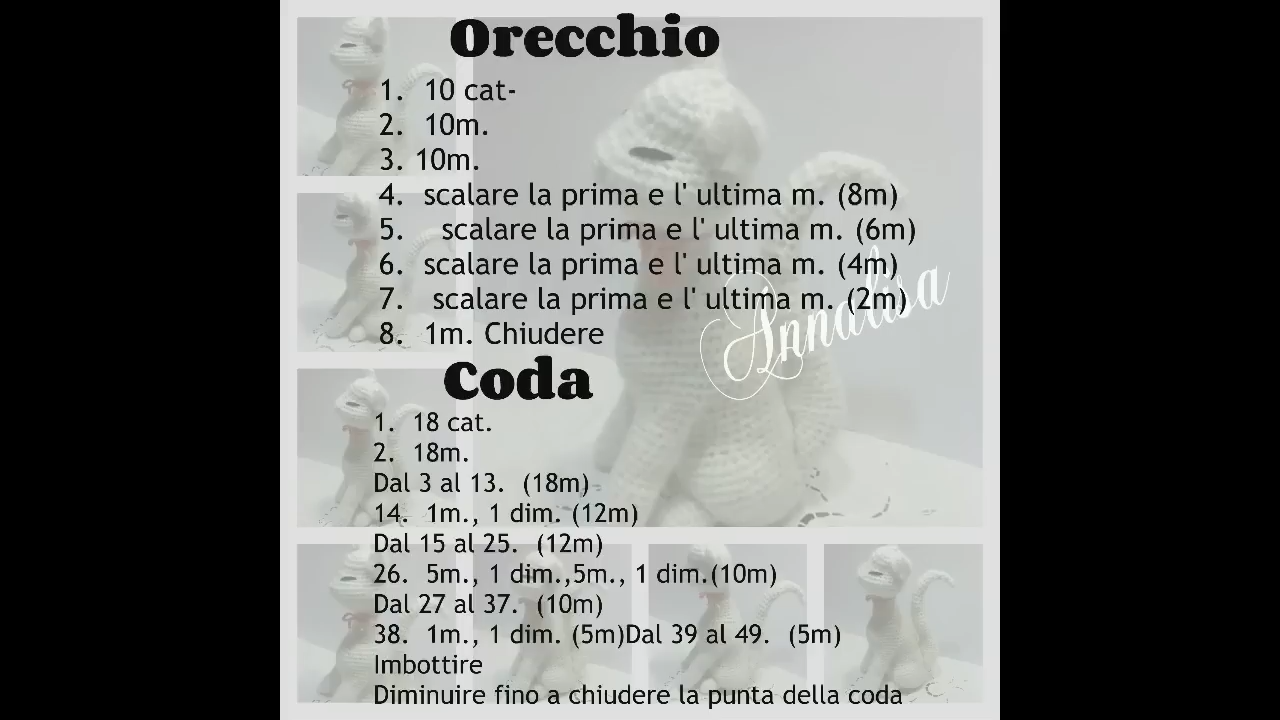 Orecchio
1. 10 cat-
2. 10m.
3. 10m.
4. scalare la prima e l' ultima m. (8m)
5. scalare la prima e l' ultima m. (6m)
6. scalare la prima e l' ultima m. (4m)
7. scalare la prima e l' ultima m. (2m)
8. 1m. Chiudere
Annalisa
Coda
1. 18 cat.
2. 18m.
Dal 3 al 13. (18m)
14. 1m., 1 dim. (12m)
Dal 15 al 25. (12m)
26. 5m., 1 dim.,5m., 1 dim.(10m)
Dal 27 al 37. (10m)
38. 1m., 1 dim. (5m)Dal 39 al 49. (5m)
Imbottire
Diminuire fino a chiudere la punta della coda